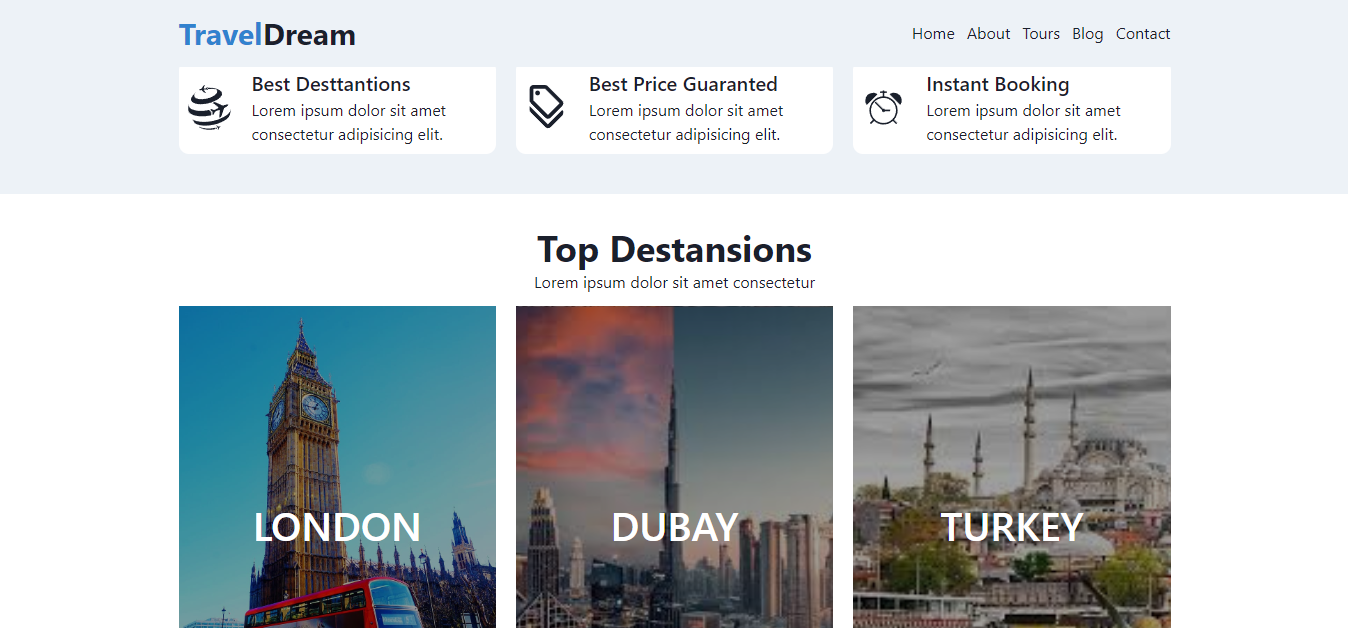 TravelDream
Home About Tours Blog Contact
Best Desttantions
Lorem ipsum dolor sit amet
consectetur adipisicing elit.
Best Price Guaranted
Lorem ipsum dolor sit amet
consectetur adipisicing elit.
Instant Booking
Lorem ipsum dolor sit amet
consectetur adipisicing elit.
Top Destansions
Lorem ipsum dolor sit amet consectetur
LONDON
DUBAY
TURKEY